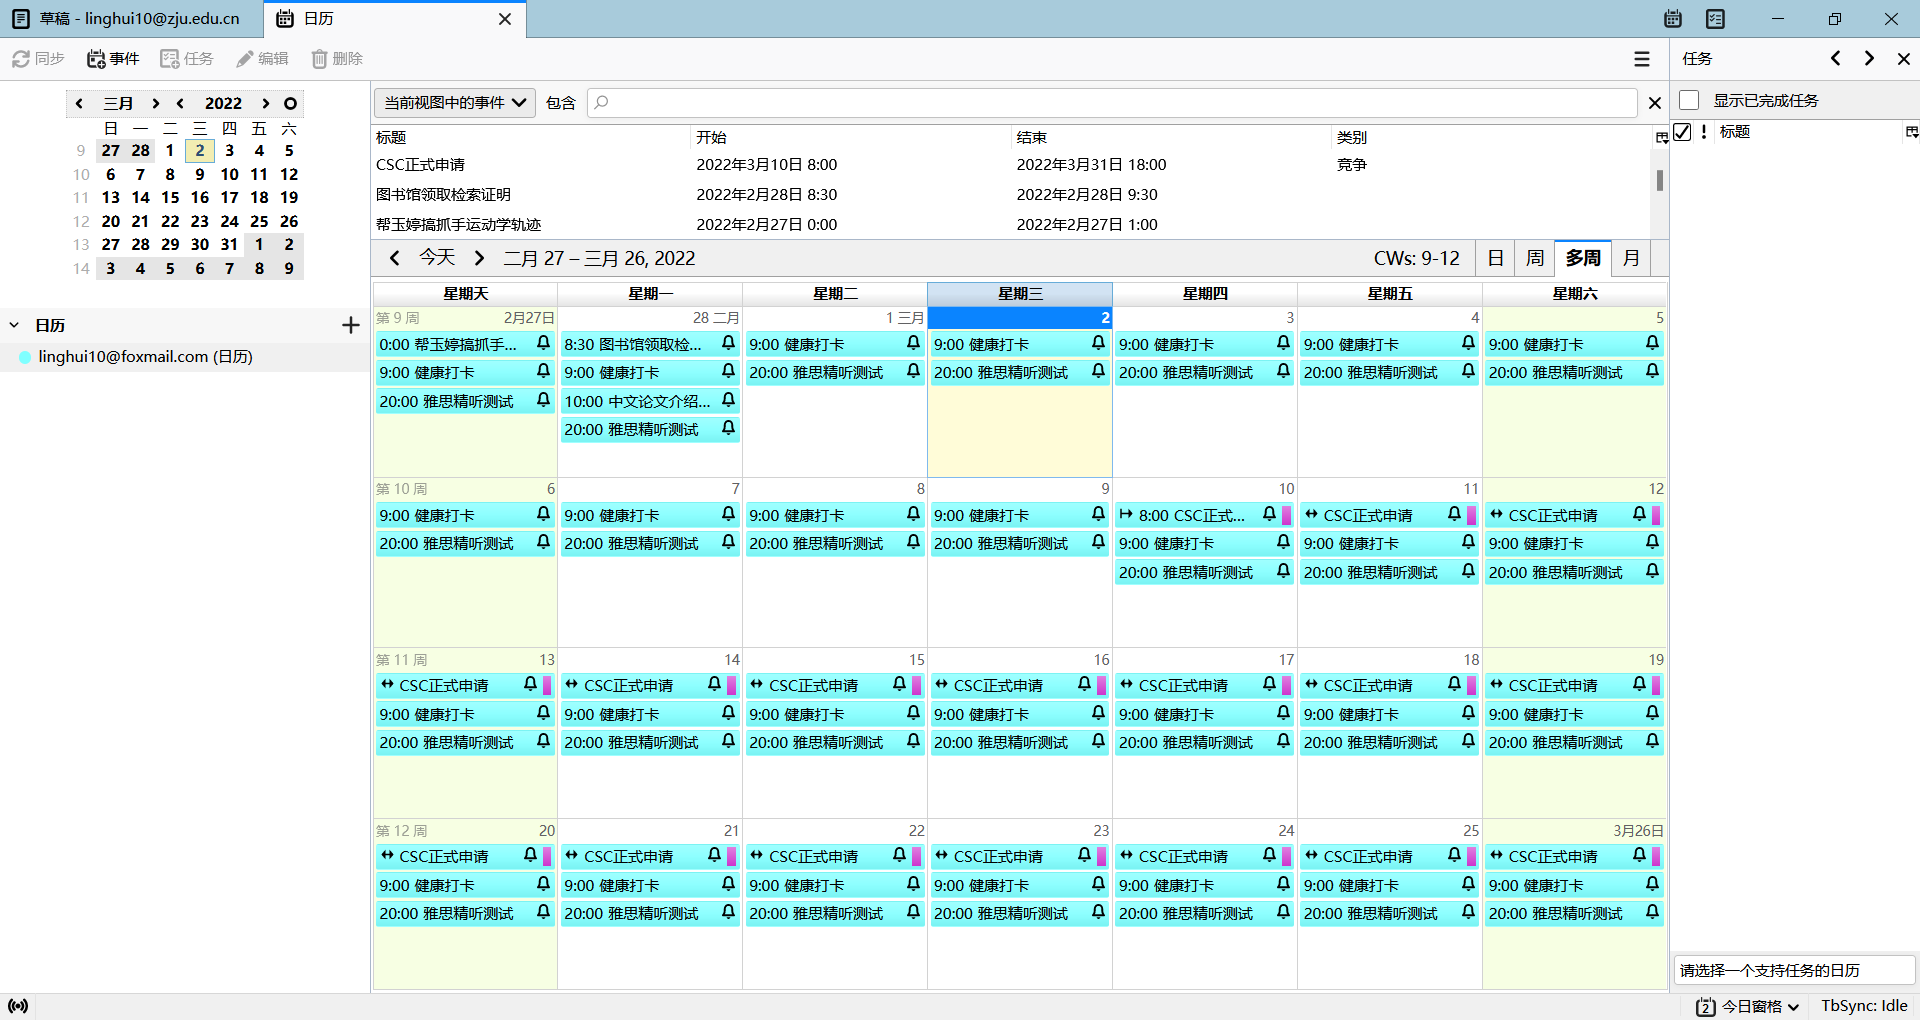 草稿 - linghui10@zju.edu.cn
日历
同步 事件 任务 编辑 删除
任务
三月 2022
日 一 二 三 四 五 六
9 27 28 1 2 3 4 5
10 6 7 8 9 10 11 12
11 13 14 15 16 17 18 19
12 20 21 22 23 24 25 26
13 27 28 29 30 31 1 2
14 3 4 5 6 7 8 9
日历
linghui10@foxmail.com (日历)
当前视图中的事件 包含
标题 开始 结束 类别
CSC正式申请 2022年3月10日 8:00 2022年3月31日 18:00 竞争
图书馆领取检索证明 2022年2月28日 8:30 2022年2月28日 9:30
帮玉婷搞抓手运动学轨迹 2022年2月27日 0:00 2022年2月27日 1:00
今天 二月 27 – 三月 26, 2022 CWs: 9-12 日 周 多周 月
星期天 星期一 星期二 星期三 星期四 星期五 星期六
第 9 周 2月27日 28 二月 1 三月 2 3 4 5
0:00 帮玉婷搞抓手... 8:30 图书馆领取检... 9:00 健康打卡 9:00 健康打卡 9:00 健康打卡 9:00 健康打卡 9:00 健康打卡
9:00 健康打卡 9:00 健康打卡 20:00 雅思精听测试 20:00 雅思精听测试 20:00 雅思精听测试 20:00 雅思精听测试 20:00 雅思精听测试
20:00 雅思精听测试 10:00 中文论文介绍...
20:00 雅思精听测试
第 10 周 6 7 8 9 10 11 12
9:00 健康打卡 9:00 健康打卡 9:00 健康打卡 9:00 健康打卡 8:00 CSC正式... CSC正式申请 CSC正式申请
20:00 雅思精听测试 20:00 雅思精听测试 20:00 雅思精听测试 20:00 雅思精听测试 9:00 健康打卡 9:00 健康打卡 9:00 健康打卡
20:00 雅思精听测试 20:00 雅思精听测试 20:00 雅思精听测试
第 11 周 13 14 15 16 17 18 19
CSC正式申请 CSC正式申请 CSC正式申请 CSC正式申请 CSC正式申请 CSC正式申请 CSC正式申请
9:00 健康打卡 9:00 健康打卡 9:00 健康打卡 9:00 健康打卡 9:00 健康打卡 9:00 健康打卡 9:00 健康打卡
20:00 雅思精听测试 20:00 雅思精听测试 20:00 雅思精听测试 20:00 雅思精听测试 20:00 雅思精听测试 20:00 雅思精听测试 20:00 雅思精听测试
第 12 周 20 21 22 23 24 25 3月26日
CSC正式申请 CSC正式申请 CSC正式申请 CSC正式申请 CSC正式申请 CSC正式申请 CSC正式申请
9:00 健康打卡 9:00 健康打卡 9:00 健康打卡 9:00 健康打卡 9:00 健康打卡 9:00 健康打卡 9:00 健康打卡
20:00 雅思精听测试 20:00 雅思精听测试 20:00 雅思精听测试 20:00 雅思精听测试 20:00 雅思精听测试 20:00 雅思精听测试 20:00 雅思精听测试
显示已完成任务
! 标题
请选择一个支持任务的日历
2 今日窗格 TbSync: Idle